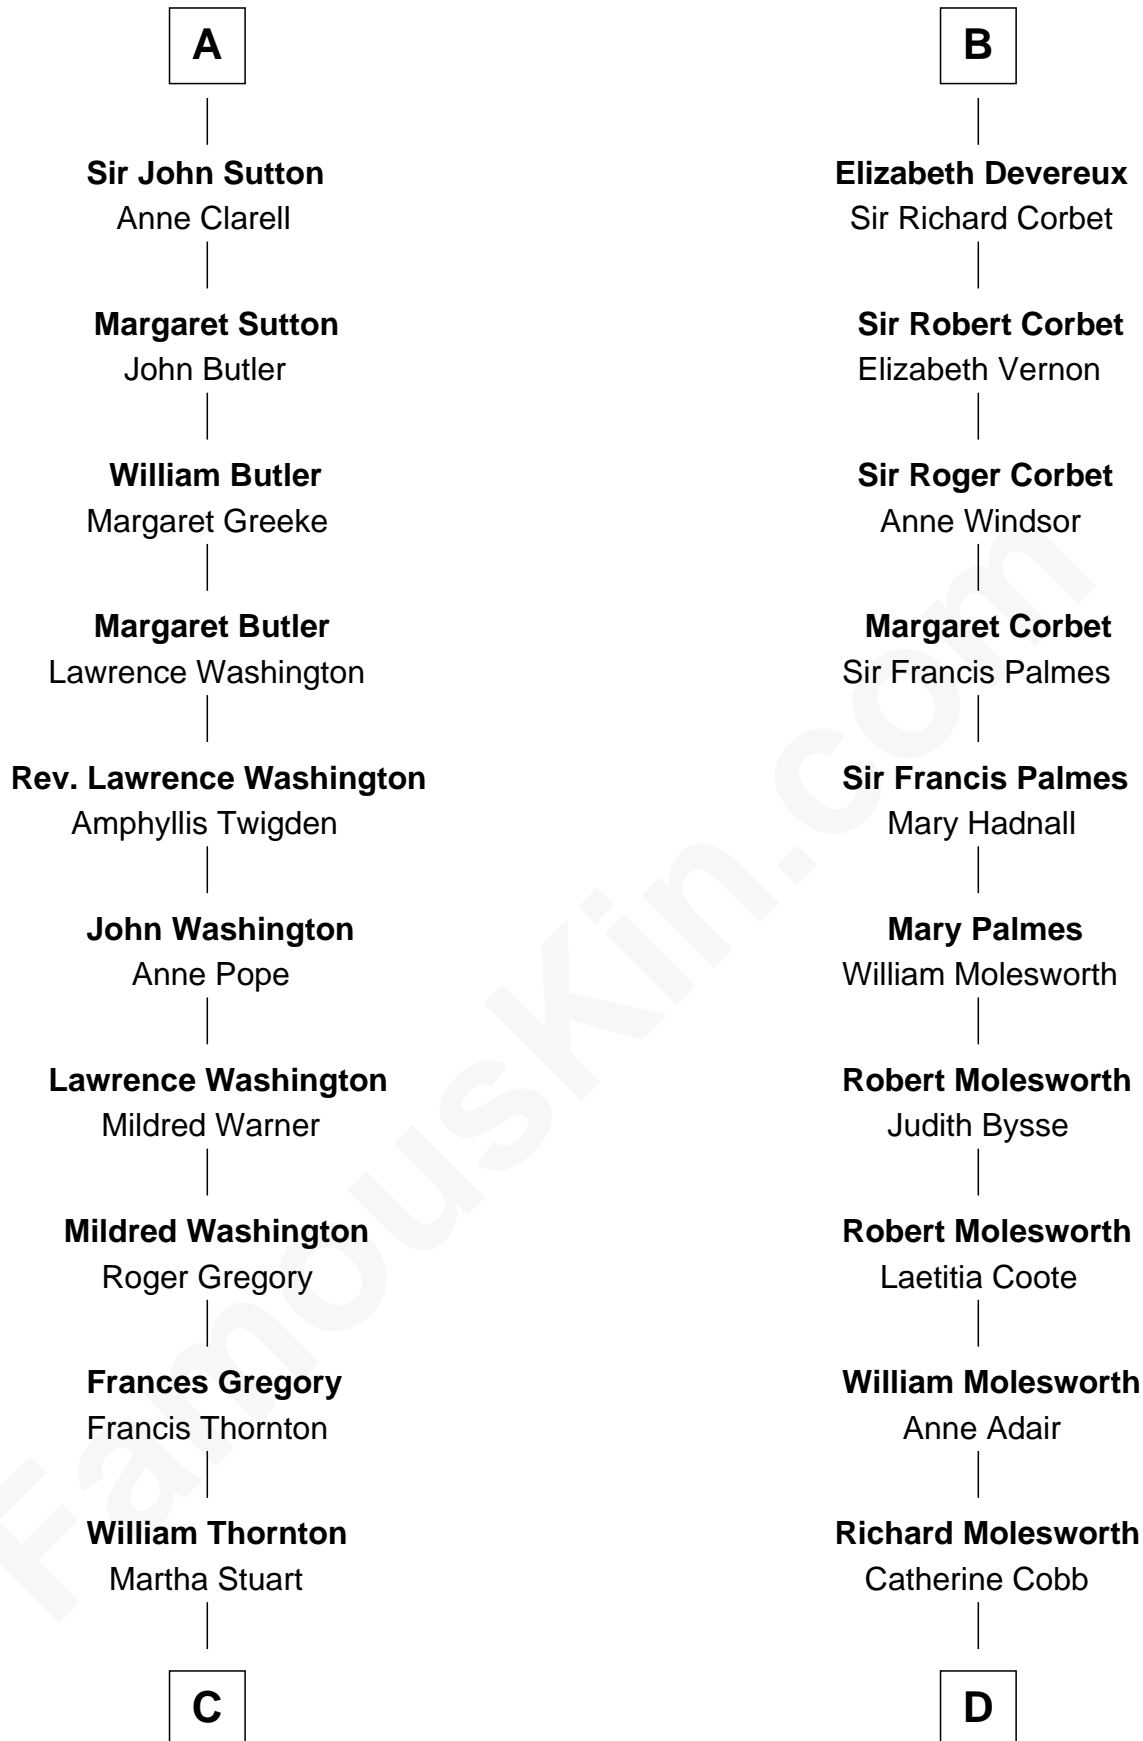 A
Sir John Sutton
Anne Clarell
Margaret Sutton
John Butler
William Butler
Margaret Greeke
Margaret Butler
Lawrence Washington
Rev. Lawrence Washington
Amphyllis Twigden
John Washington
Anne Pope
Lawrence Washington
Mildred Warner
Mildred Washington
Roger Gregory
Frances Gregory
Francis Thornton
William Thornton
Martha Stuart
C
B
Elizabeth Devereux
Sir Richard Corbet
Sir Robert Corbet
Elizabeth Vernon
Sir Roger Corbet
Anne Windsor
Margaret Corbet
Sir Francis Palmes
Sir Francis Palmes
Mary Hadnall
Mary Palmes
William Molesworth
Robert Molesworth
Judith Bysse
Robert Molesworth
Laetitia Coote
William Molesworth
Anne Adair
Richard Molesworth
Catherine Cobb
D
FamousKin.com